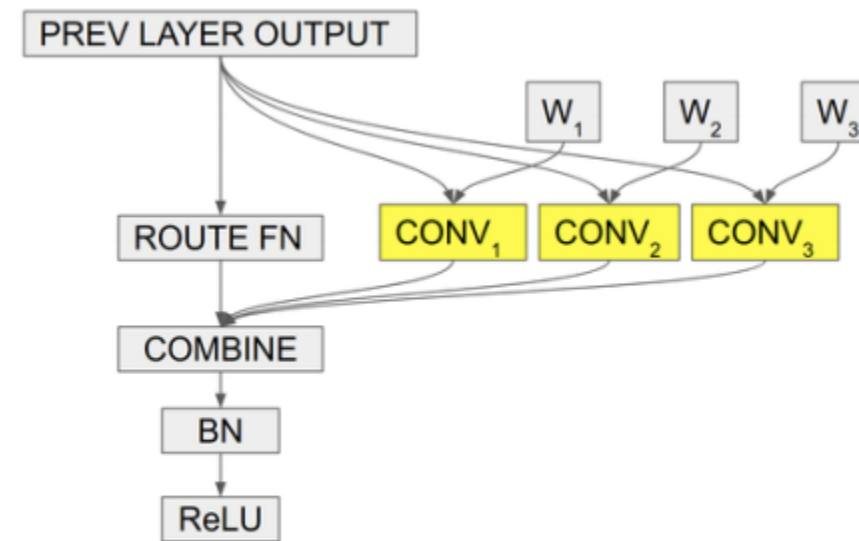 PREV LAYER OUTPUT
W1 W2 W3
ROUTE FN CONV1 CONV2 CONV3
COMBINE
BN
ReLU